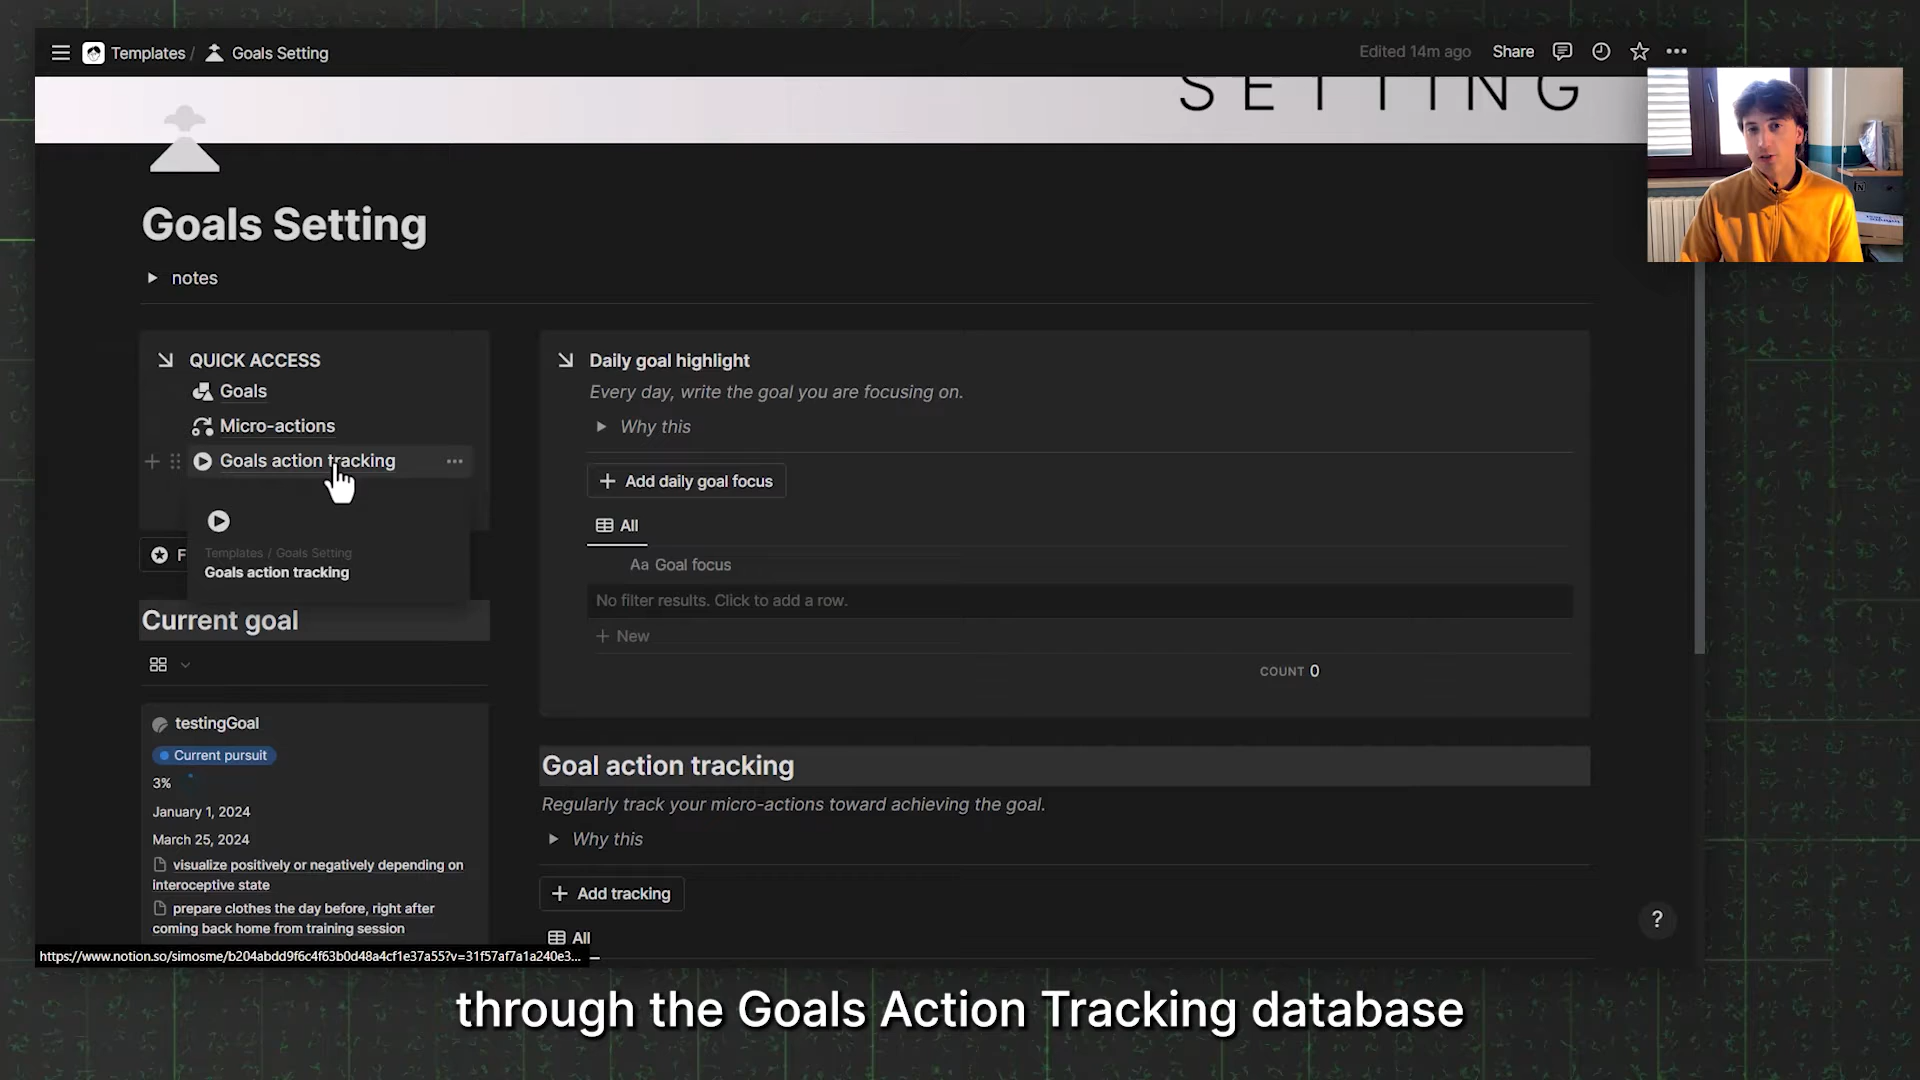 Templates / Goals Setting
Edited 14m ago Share
SETTING
Goals Setting
notes
QUICK ACCESS
Goals
Micro-actions
Goals action tracking
Templates / Goals Setting
Goals action tracking
F
Current goal
testingGoal
Current pursuit
3%
January 1, 2024
March 25, 2024
visualize positively or negatively depending on
interoceptive state
prepare clothes the day before, right after
coming back home from training session
Daily goal highlight
Every day, write the goal you are focusing on.
Why this
+ Add daily goal focus
All
Aa Goal focus
No filter results. Click to add a row.
+ New
COUNT 0
Goal action tracking
Regularly track your micro-actions toward achieving the goal.
Why this
+ Add tracking
All
?
https://www.notion.so/simosme/b204abdd9f6c4f63b0d48a4cf1e37a55?v=31f57af7a1a240e3...
through the Goals Action Tracking database